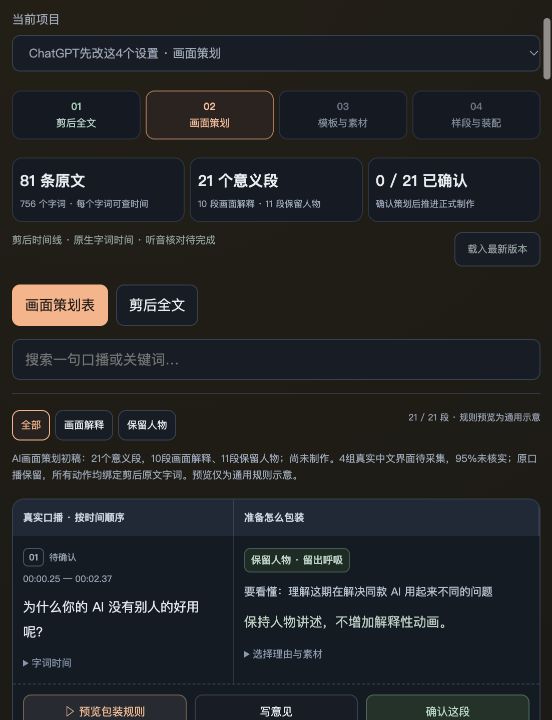 当前项目
ChatGPT先改这4个设置 · 画面策划
01
剪后全文
02
画面策划
03
模板与素材
04
样段与装配
81 条原文
756 个字词 · 每个字词可查时间
21 个意义段
10 段画面解释 · 11 段保留人物
0 / 21 已确认
确认策划后推进正式制作
剪后时间线 · 原生字词时间 · 听音核对待完成
载入最新版本
画面策划表
剪后全文
搜索一句口播或关键词…
全部
画面解释
保留人物
21 / 21 段 · 规则预览为通用示意
AI画面策划初稿：21个意义段，10段画面解释、11段保留人物；尚未制作。4组真实中文界面待采集，95%未核实；原口
播保留，所有动作均绑定剪后原文字词。预览仅为通用规则示意。
真实口播 · 按时间顺序
准备怎么包装
01 待确认
00:00.25 — 00:02.37
为什么你的 AI 没有别人的好用
呢？
▶ 字词时间
保留人物 · 留出呼吸
要看懂：理解这期在解决同款 AI 用起来不同的问题
保持人物讲述，不增加解释性动画。
▶ 选择理由与素材
▷ 预览包装规则
写意见
确认这段